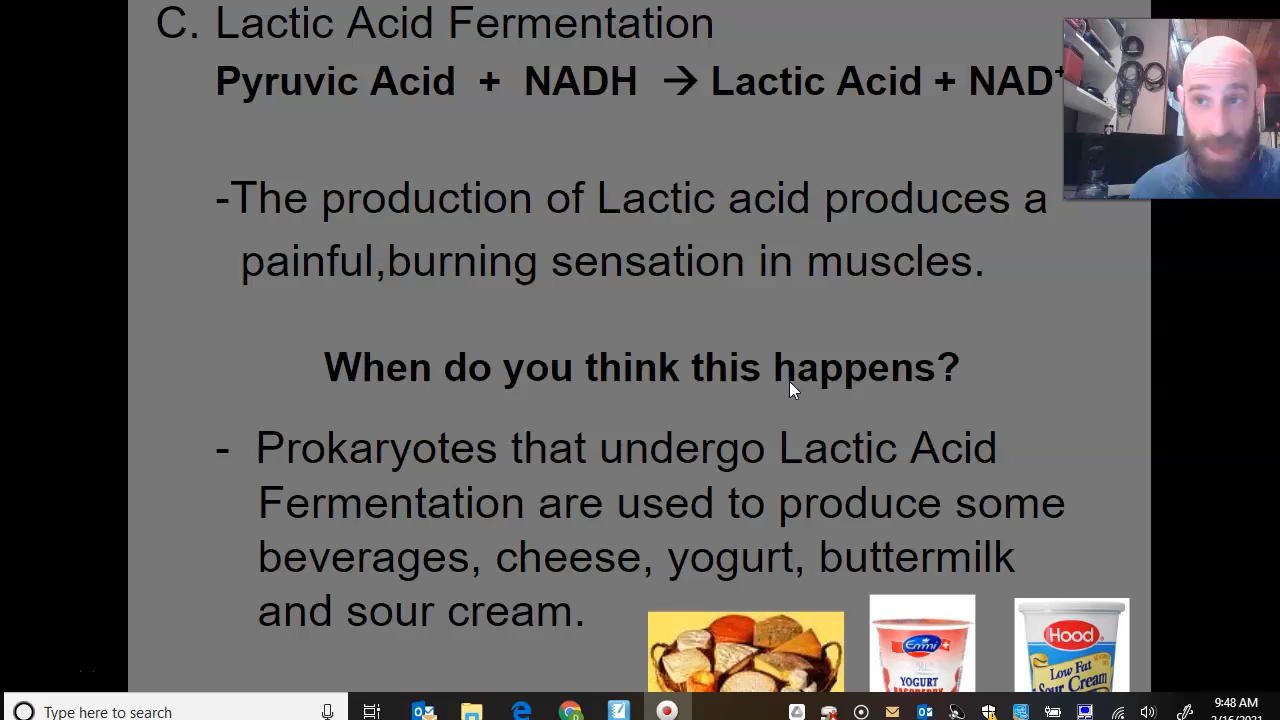 C. Lactic Acid Fermentation
Pyruvic Acid + NADH → Lactic Acid + NAD+
-The production of Lactic acid produces a
painful,burning sensation in muscles.
When do you think this happens?
- Prokaryotes that undergo Lactic Acid
Fermentation are used to produce some
beverages, cheese, yogurt, buttermilk
and sour cream.
Emmi
YOGURT
Hood
Low Fat
Sour Cream
Type here to search
9:48 AM